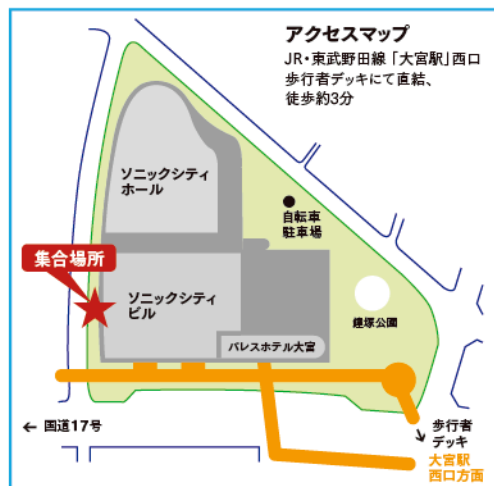 アクセスマップ
JR・東武野田線「大宮駅」西口
歩行者デッキにて直結、
徒歩約3分
ソニックシティ
ホール
自転車
駐車場
集合場所
ソニックシティ
ビル
鐘塚公園
パレスホテル大宮
← 国道17号
歩行者
デッキ
大宮駅
西口方面